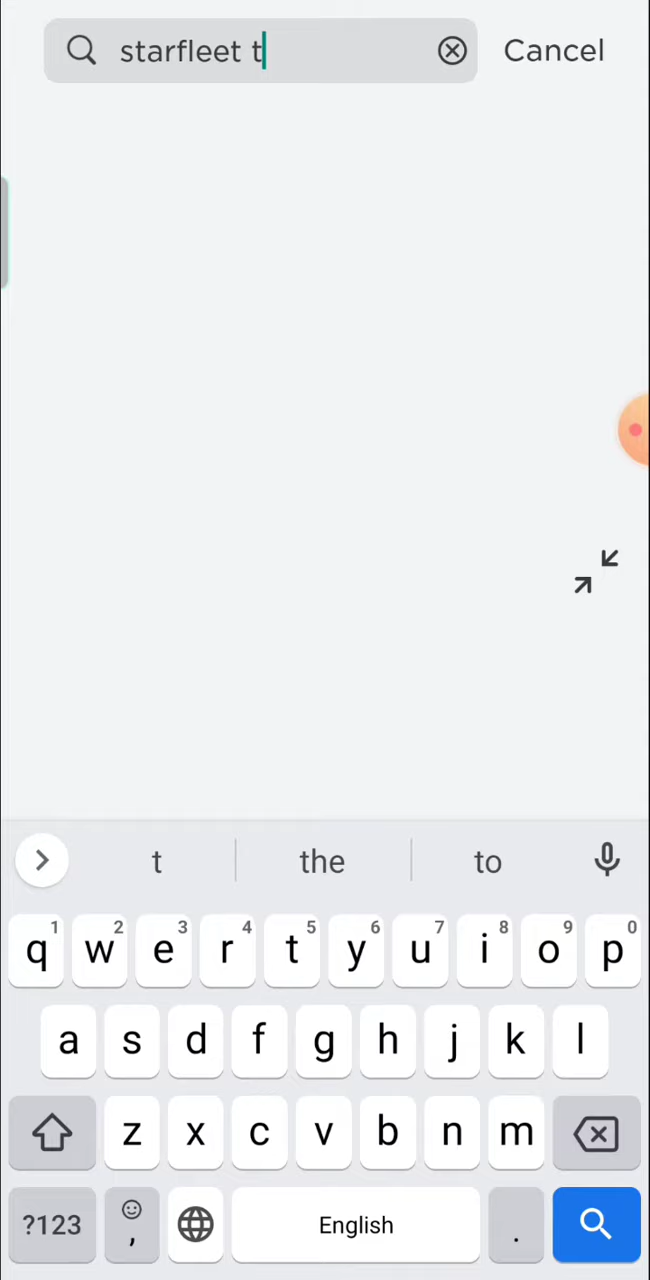 starfleet t
Cancel
t the to
1 2 3 4 5 6 7 8 9 0
q w e r t y u i o p
a s d f g h j k l
z x c v b n m
?123 , English .